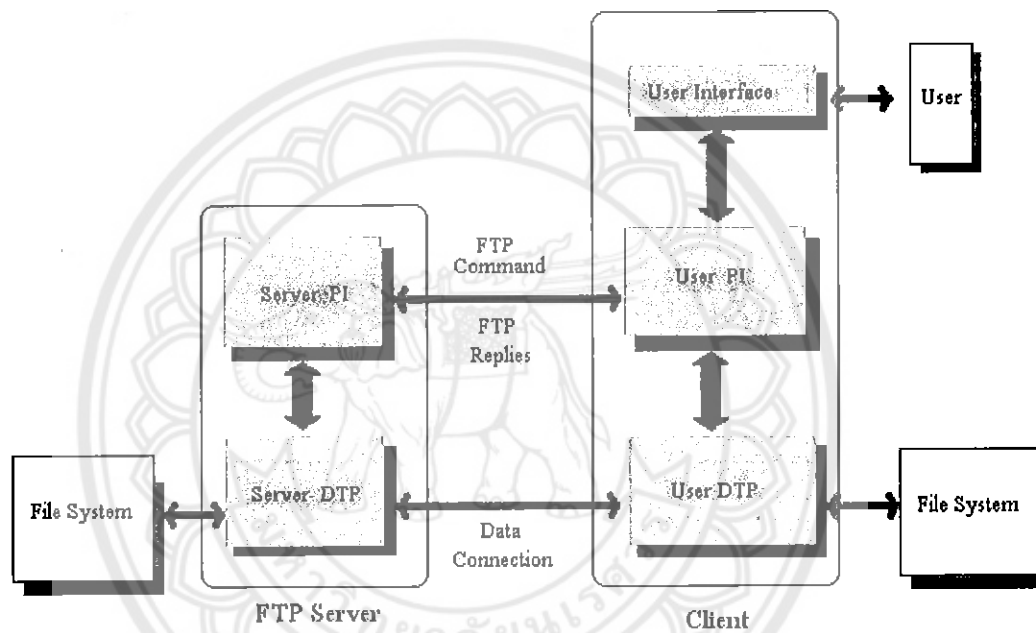 User Interface
User
FTP
Command
Server-PI
User PI
FTP
Replies
File System
Server DTP
User DTP
File System
Data
Connection
FTP Server
Client